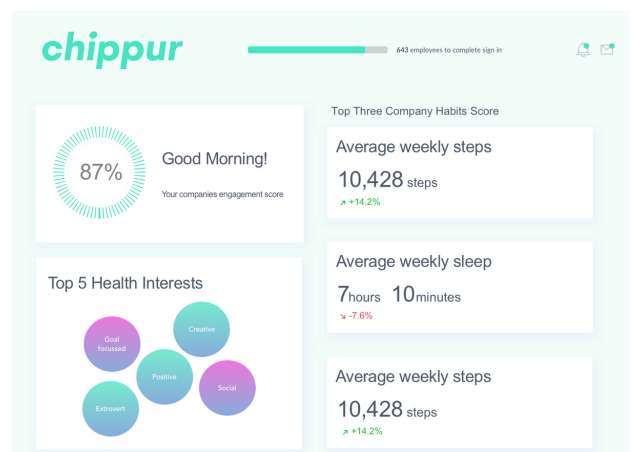 chippur
643 employees to complete sign in
87%
Good Morning!
Your companies engagement score
Top 5 Health Interests
Goal
focussed
Creative
Positive
Social
Extrovert
Top Three Company Habits Score
Average weekly steps
10,428 steps
↗ +14.2%
Average weekly sleep
7hours 10minutes
↘ -7.6%
Average weekly steps
10,428 steps
↗ +14.2%